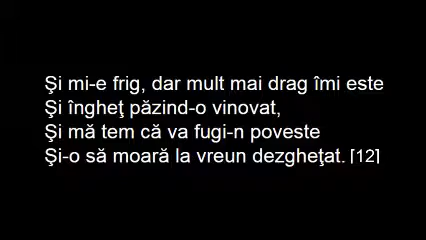 Şi mi-e frig, dar mult mai drag îmi este
Şi îngheţ păzind-o vinovat,
Şi mă tem că va fugi-n poveste
Şi-o să moară la vreun dezgheţat. [12]